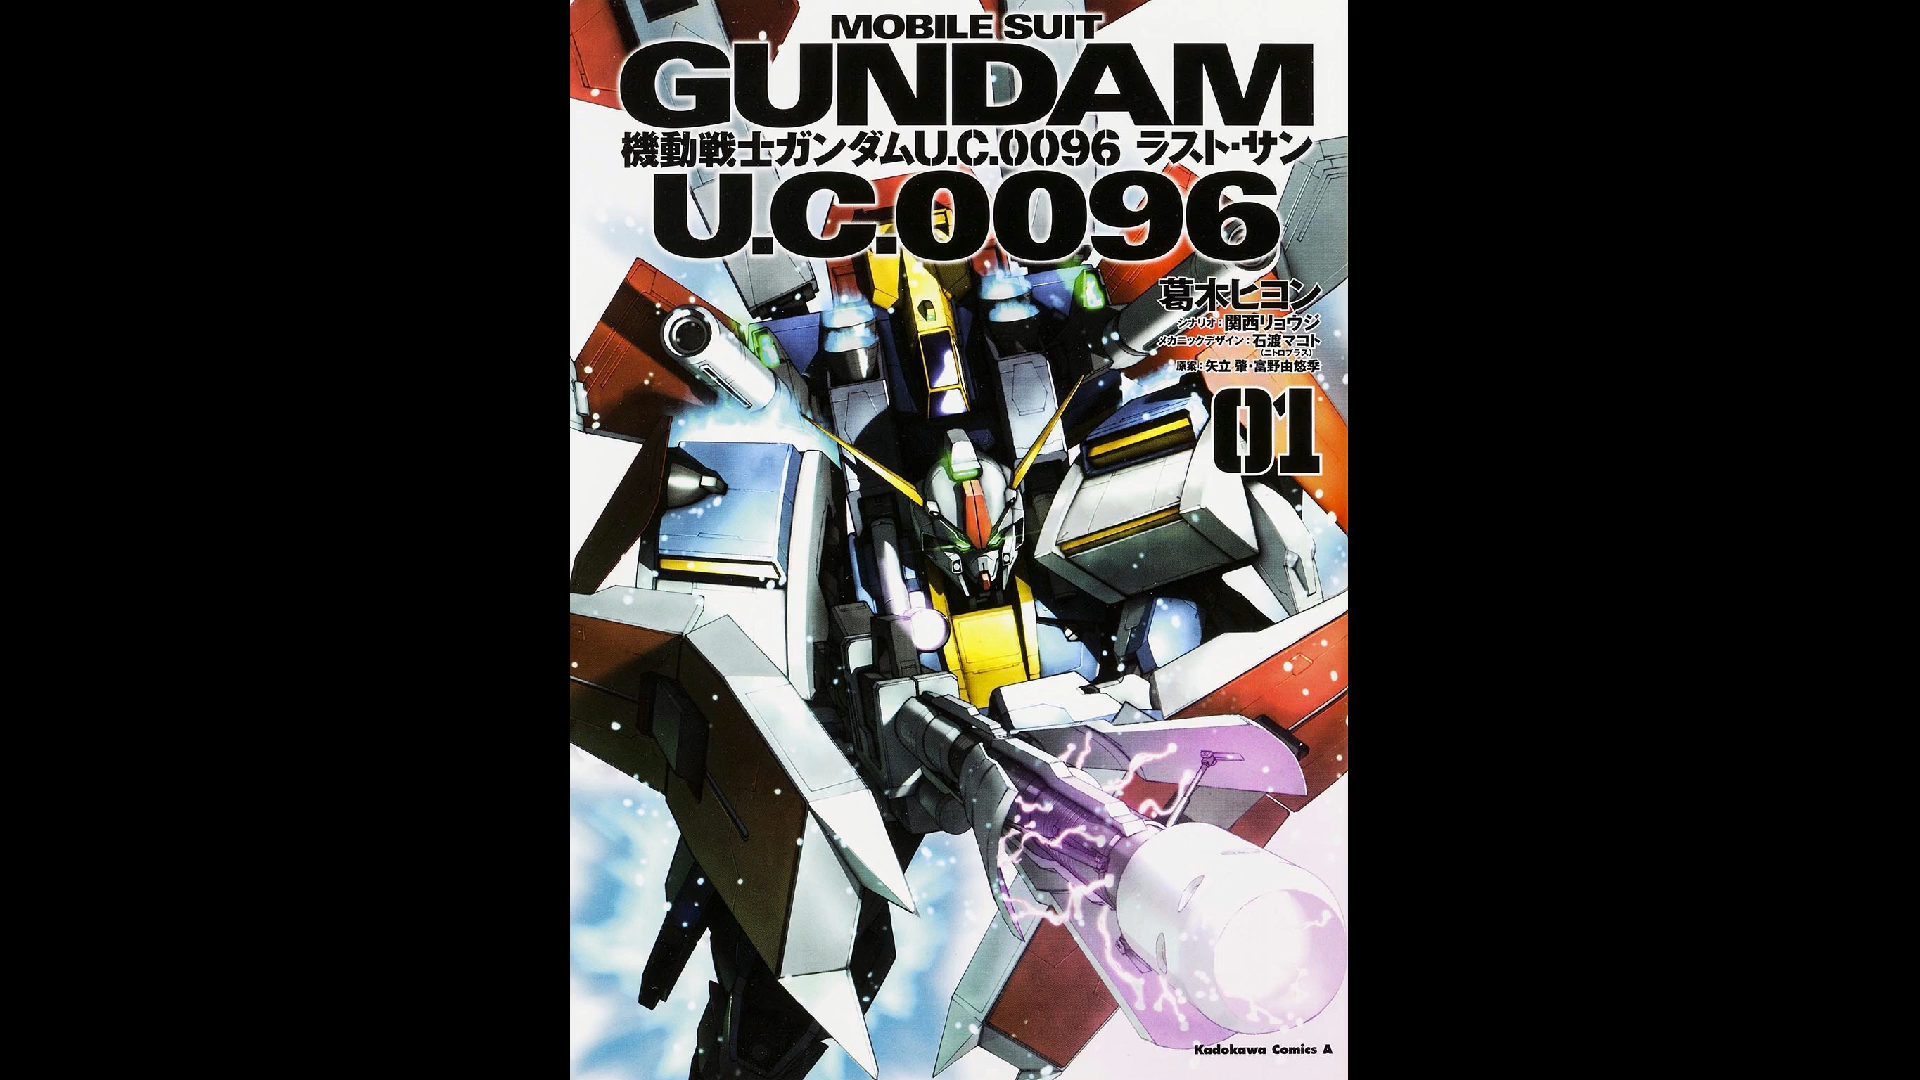 MOBILE SUIT
GUNDAM
機動戦士ガンダムU.C.0096 ラスト・サン
U.C.0096
葛木ヒヨン
シナリオ:関西リョウジ
メカニックデザイン:石渡マコト
(ニトロプラス)
原案:矢立 肇・富野由悠季
01
Kadokawa Comics A